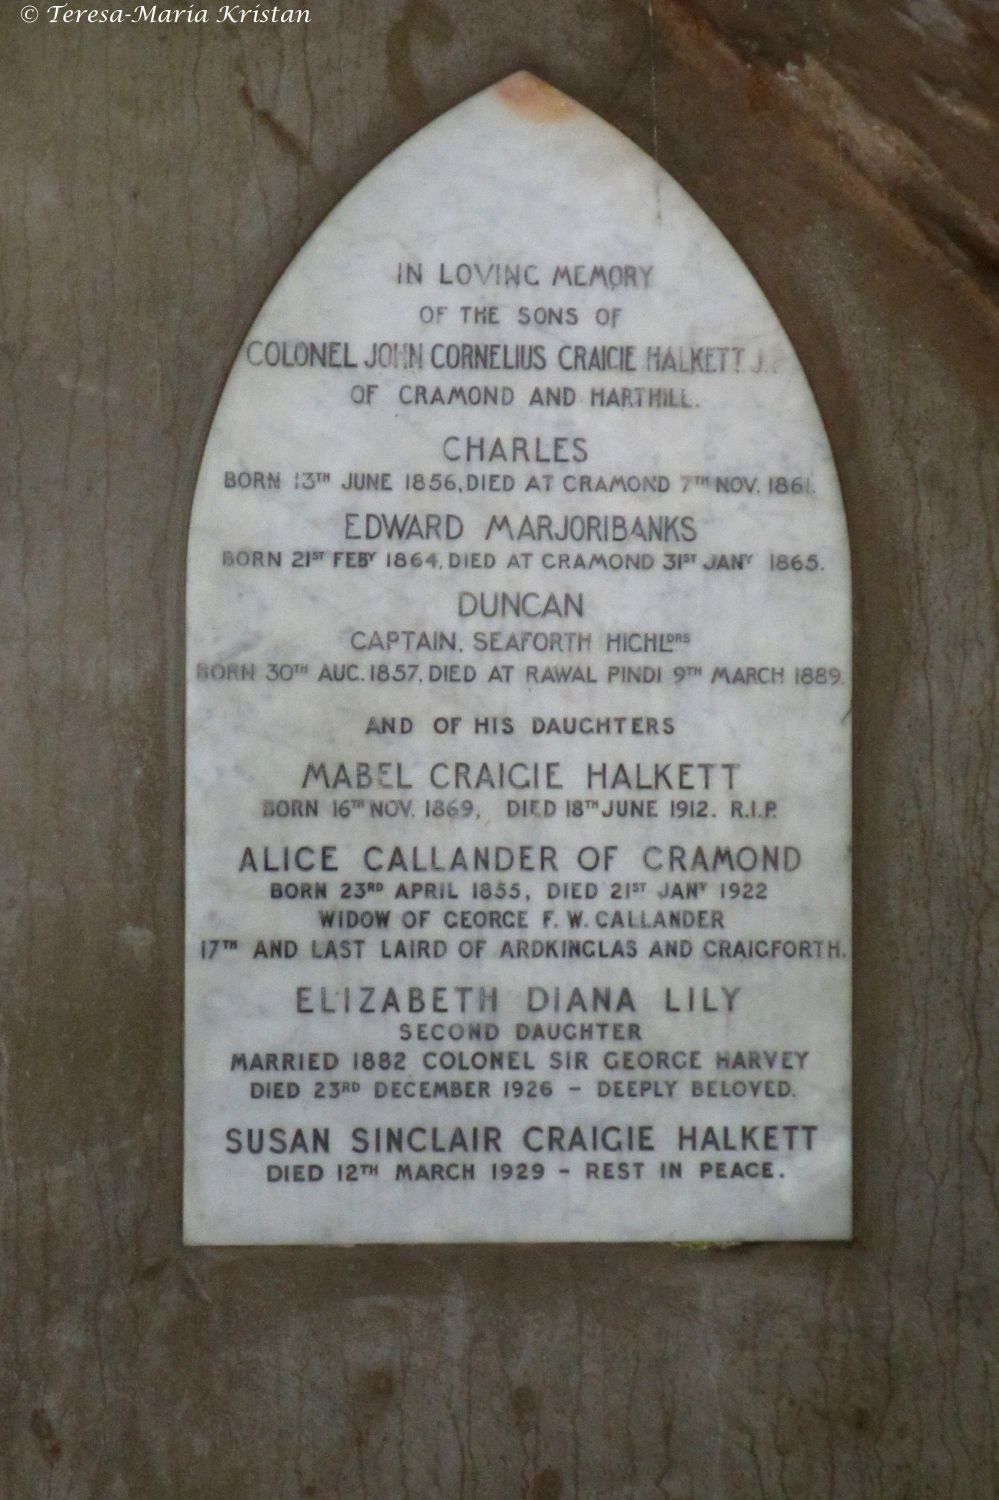 © Teresa-Maria Kristan
IN LOVING MEMORY
OF THE SONS OF
COLONEL JOHN CORNELIUS CRAIGIE HALKETT J.P.
OF CRAMOND AND HARTHILL.
CHARLES
BORN 13TH JUNE 1856, DIED AT CRAMOND 7TH NOV. 1861.
EDWARD MARJORIBANKS
BORN 21ST FEBY 1864, DIED AT CRAMOND 31ST JANY 1865.
DUNCAN
CAPTAIN, SEAFORTH HIGHLDRS
BORN 30TH AUG. 1857, DIED AT RAWAL PINDI 9TH MARCH 1889.
AND OF HIS DAUGHTERS
MABEL CRAIGIE HALKETT
BORN 16TH NOV. 1869, DIED 18TH JUNE 1912. R.I.P.
ALICE CALLANDER OF CRAMOND
BORN 23RD APRIL 1855, DIED 21ST JANY 1922
WIDOW OF GEORGE F. W. CALLANDER
17TH AND LAST LAIRD OF ARDKINGLAS AND CRAIGFORTH.
ELIZABETH DIANA LILY
SECOND DAUGHTER
MARRIED 1882 COLONEL SIR GEORGE HARVEY
DIED 23RD DECEMBER 1926 – DEEPLY BELOVED.
SUSAN SINCLAIR CRAIGIE HALKETT
DIED 12TH MARCH 1929 – REST IN PEACE.